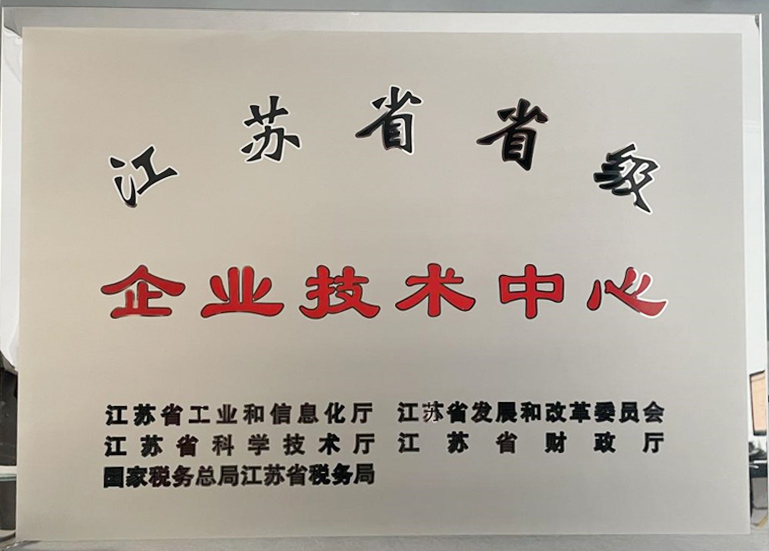 江苏省省级
企业技术中心
江苏省工业和信息化厅 江苏省发展和改革委员会
江苏省科学技术厅 江苏省财政厅
国家税务总局江苏省税务局